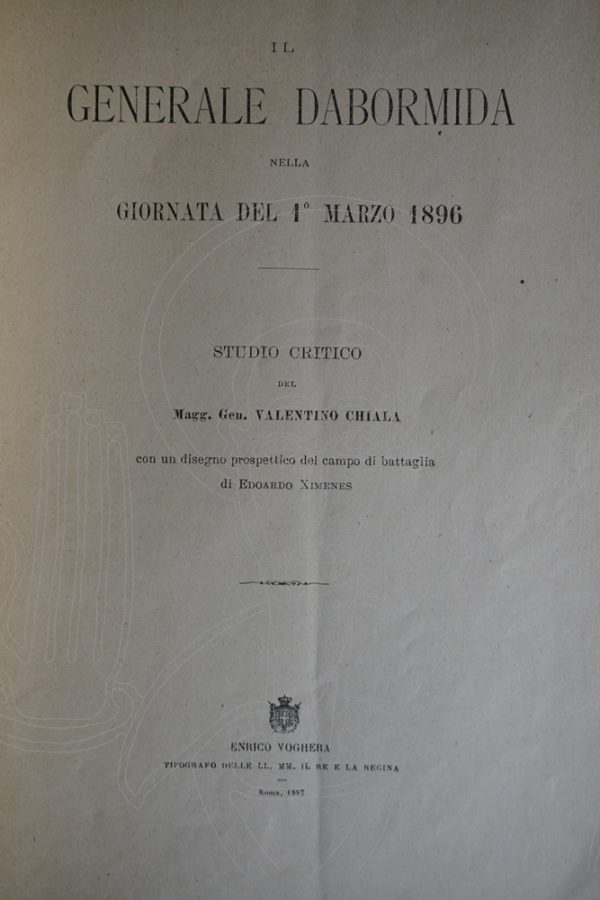 IL
GENERALE DABORMIDA
NELLA
GIORNATA DEL 1º MARZO 1896
STUDIO CRITICO
DEL
Magg. Gen. VALENTINO CHIALA
con un disegno prospettico del campo di battaglia
di EDOARDO XIMENES
ENRICO VOGHERA
TIPOGRAFO DELLE LL. MM. IL RE E LA REGINA
Roma, 1897